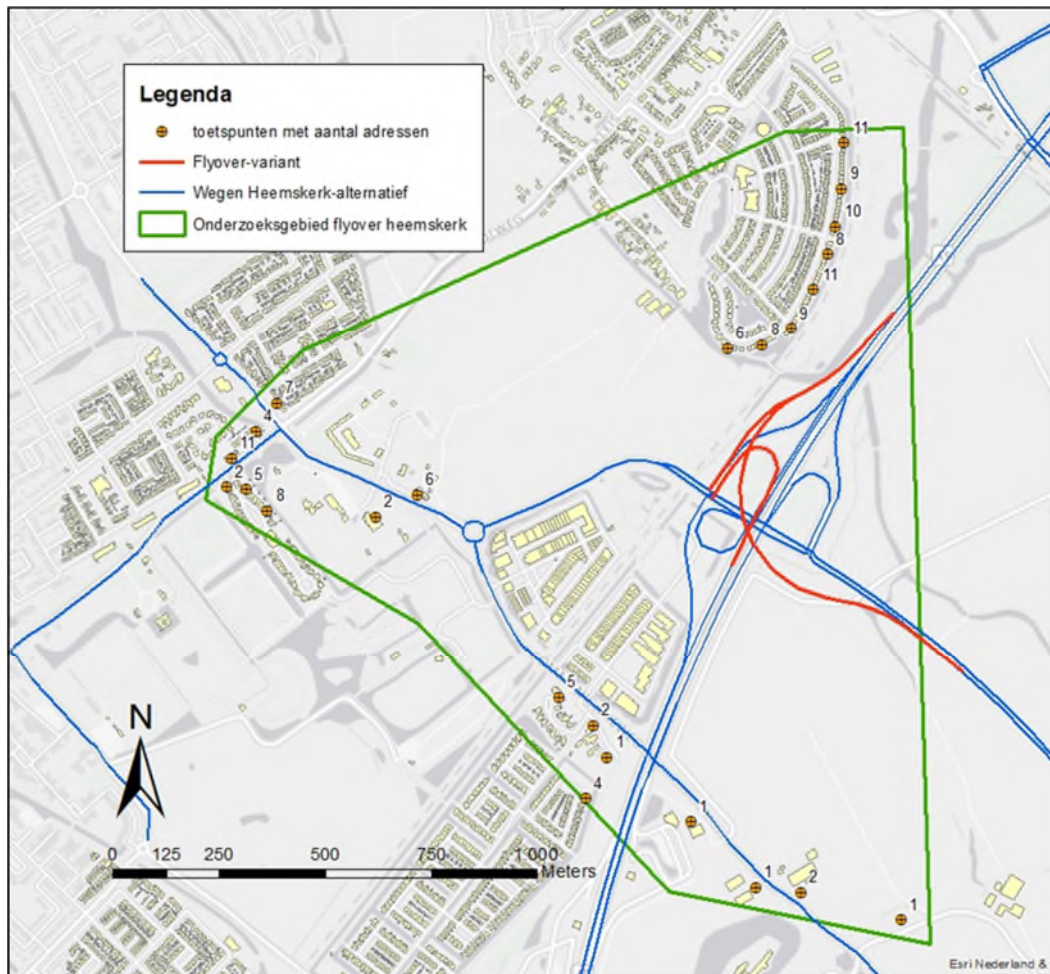 Legenda
toetspunten met aantal adressen
Flyover-variant
Wegen Heemskerk-alternatief
Onderzoeksgebied flyover heemskerk
11
9
10
8
11
9
8
6
7
4
11
2
5
8
6
2
5
2
1
4
1
1
2
1
N
0 125 250 500 750 1 000
Meters
Esri Nederland &